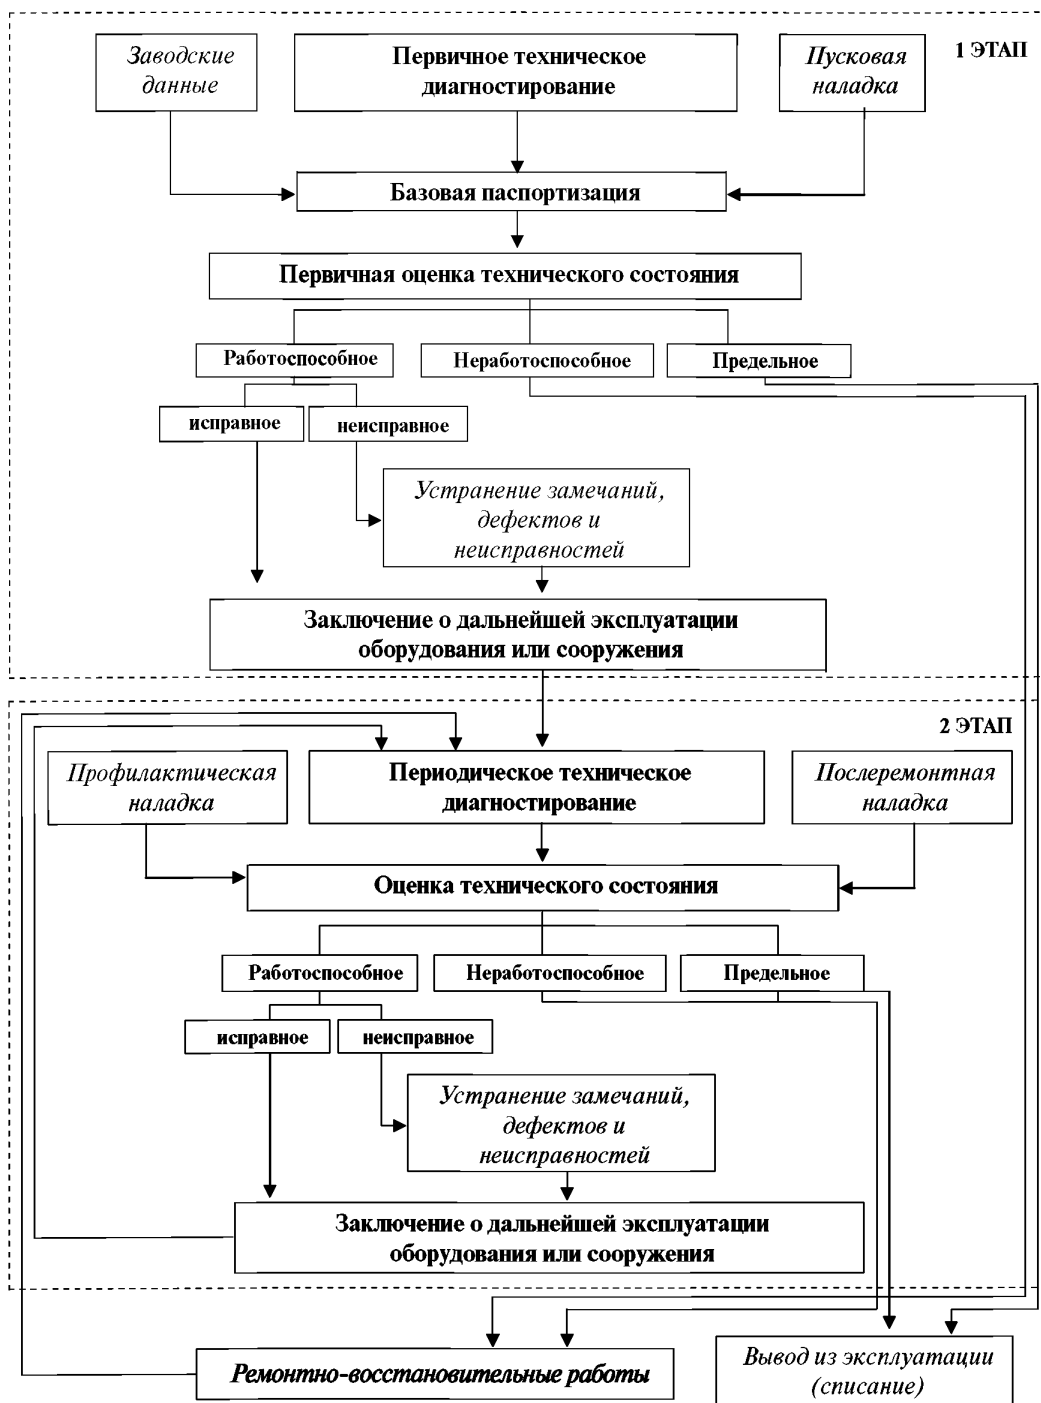 1 ЭТАП
Заводские
данные
Первичное техническое
диагностирование
Пусковая
наладка
Базовая паспортизация
Первичная оценка технического состояния
Работоспособное
Неработоспособное
Предельное
исправное
неисправное
Устранение замечаний,
дефектов и
неисправностей
Заключение о дальнейшей эксплуатации
оборудования или сооружения
2 ЭТАП
Профилактическая
наладка
Периодическое техническое
диагностирование
Послеремонтная
наладка
Оценка технического состояния
Работоспособное
Неработоспособное
Предельное
исправное
неисправное
Устранение замечаний,
дефектов и
неисправностей
Заключение о дальнейшей эксплуатации
оборудования или сооружения
Ремонтно-восстановительные работы
Вывод из эксплуатации
(списание)